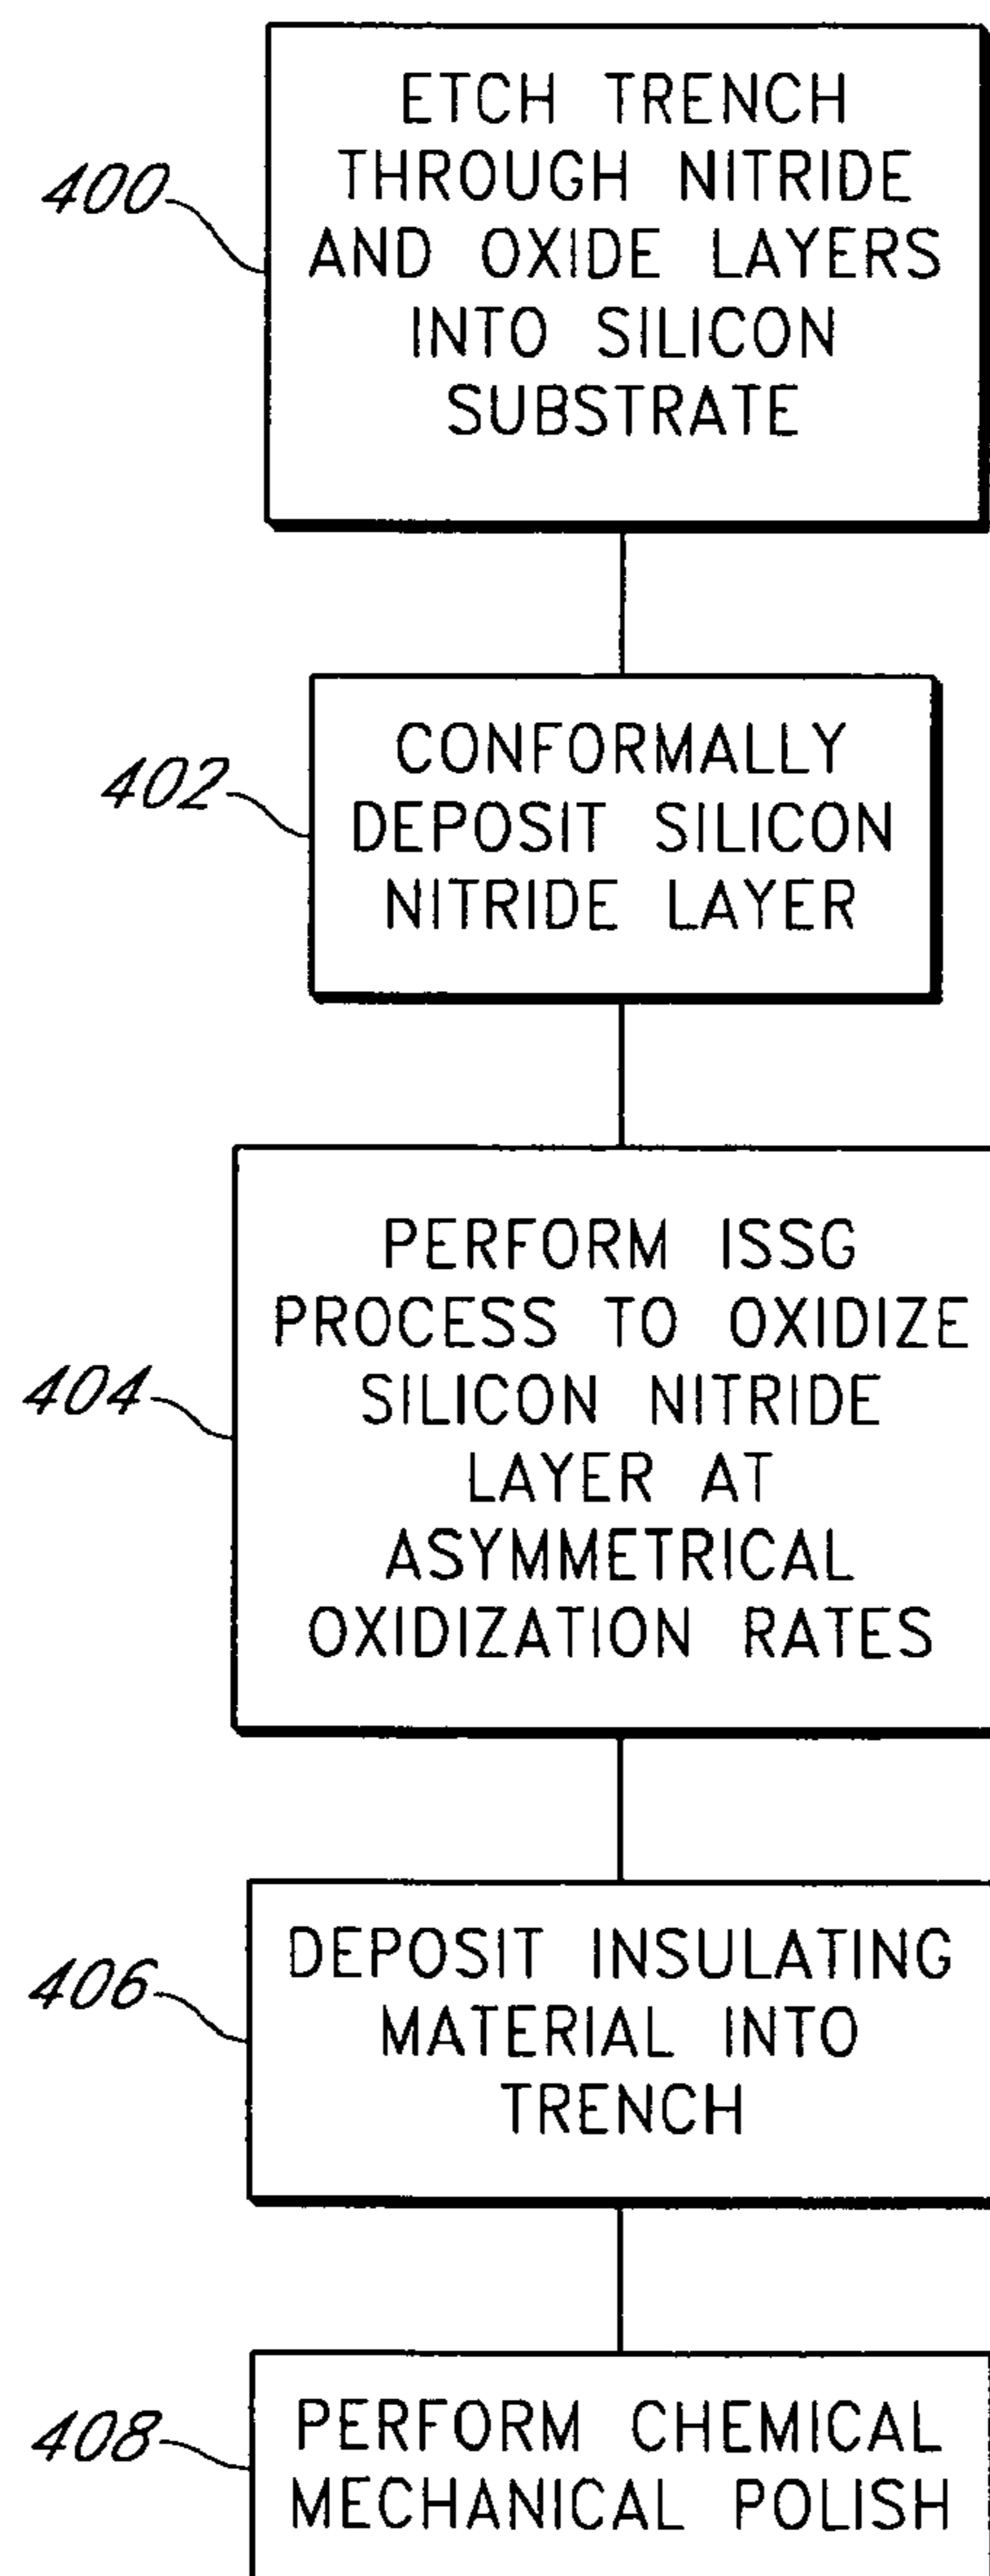 400
ETCH TRENCH
THROUGH NITRIDE
AND OXIDE LAYERS
INTO SILICON
SUBSTRATE
402
CONFORMALLY
DEPOSIT SILICON
NITRIDE LAYER
404
PERFORM ISSG
PROCESS TO OXIDIZE
SILICON NITRIDE
LAYER AT
ASYMMETRICAL
OXIDIZATION RATES
406
DEPOSIT INSULATING
MATERIAL INTO
TRENCH
408
PERFORM CHEMICAL
MECHANICAL POLISH